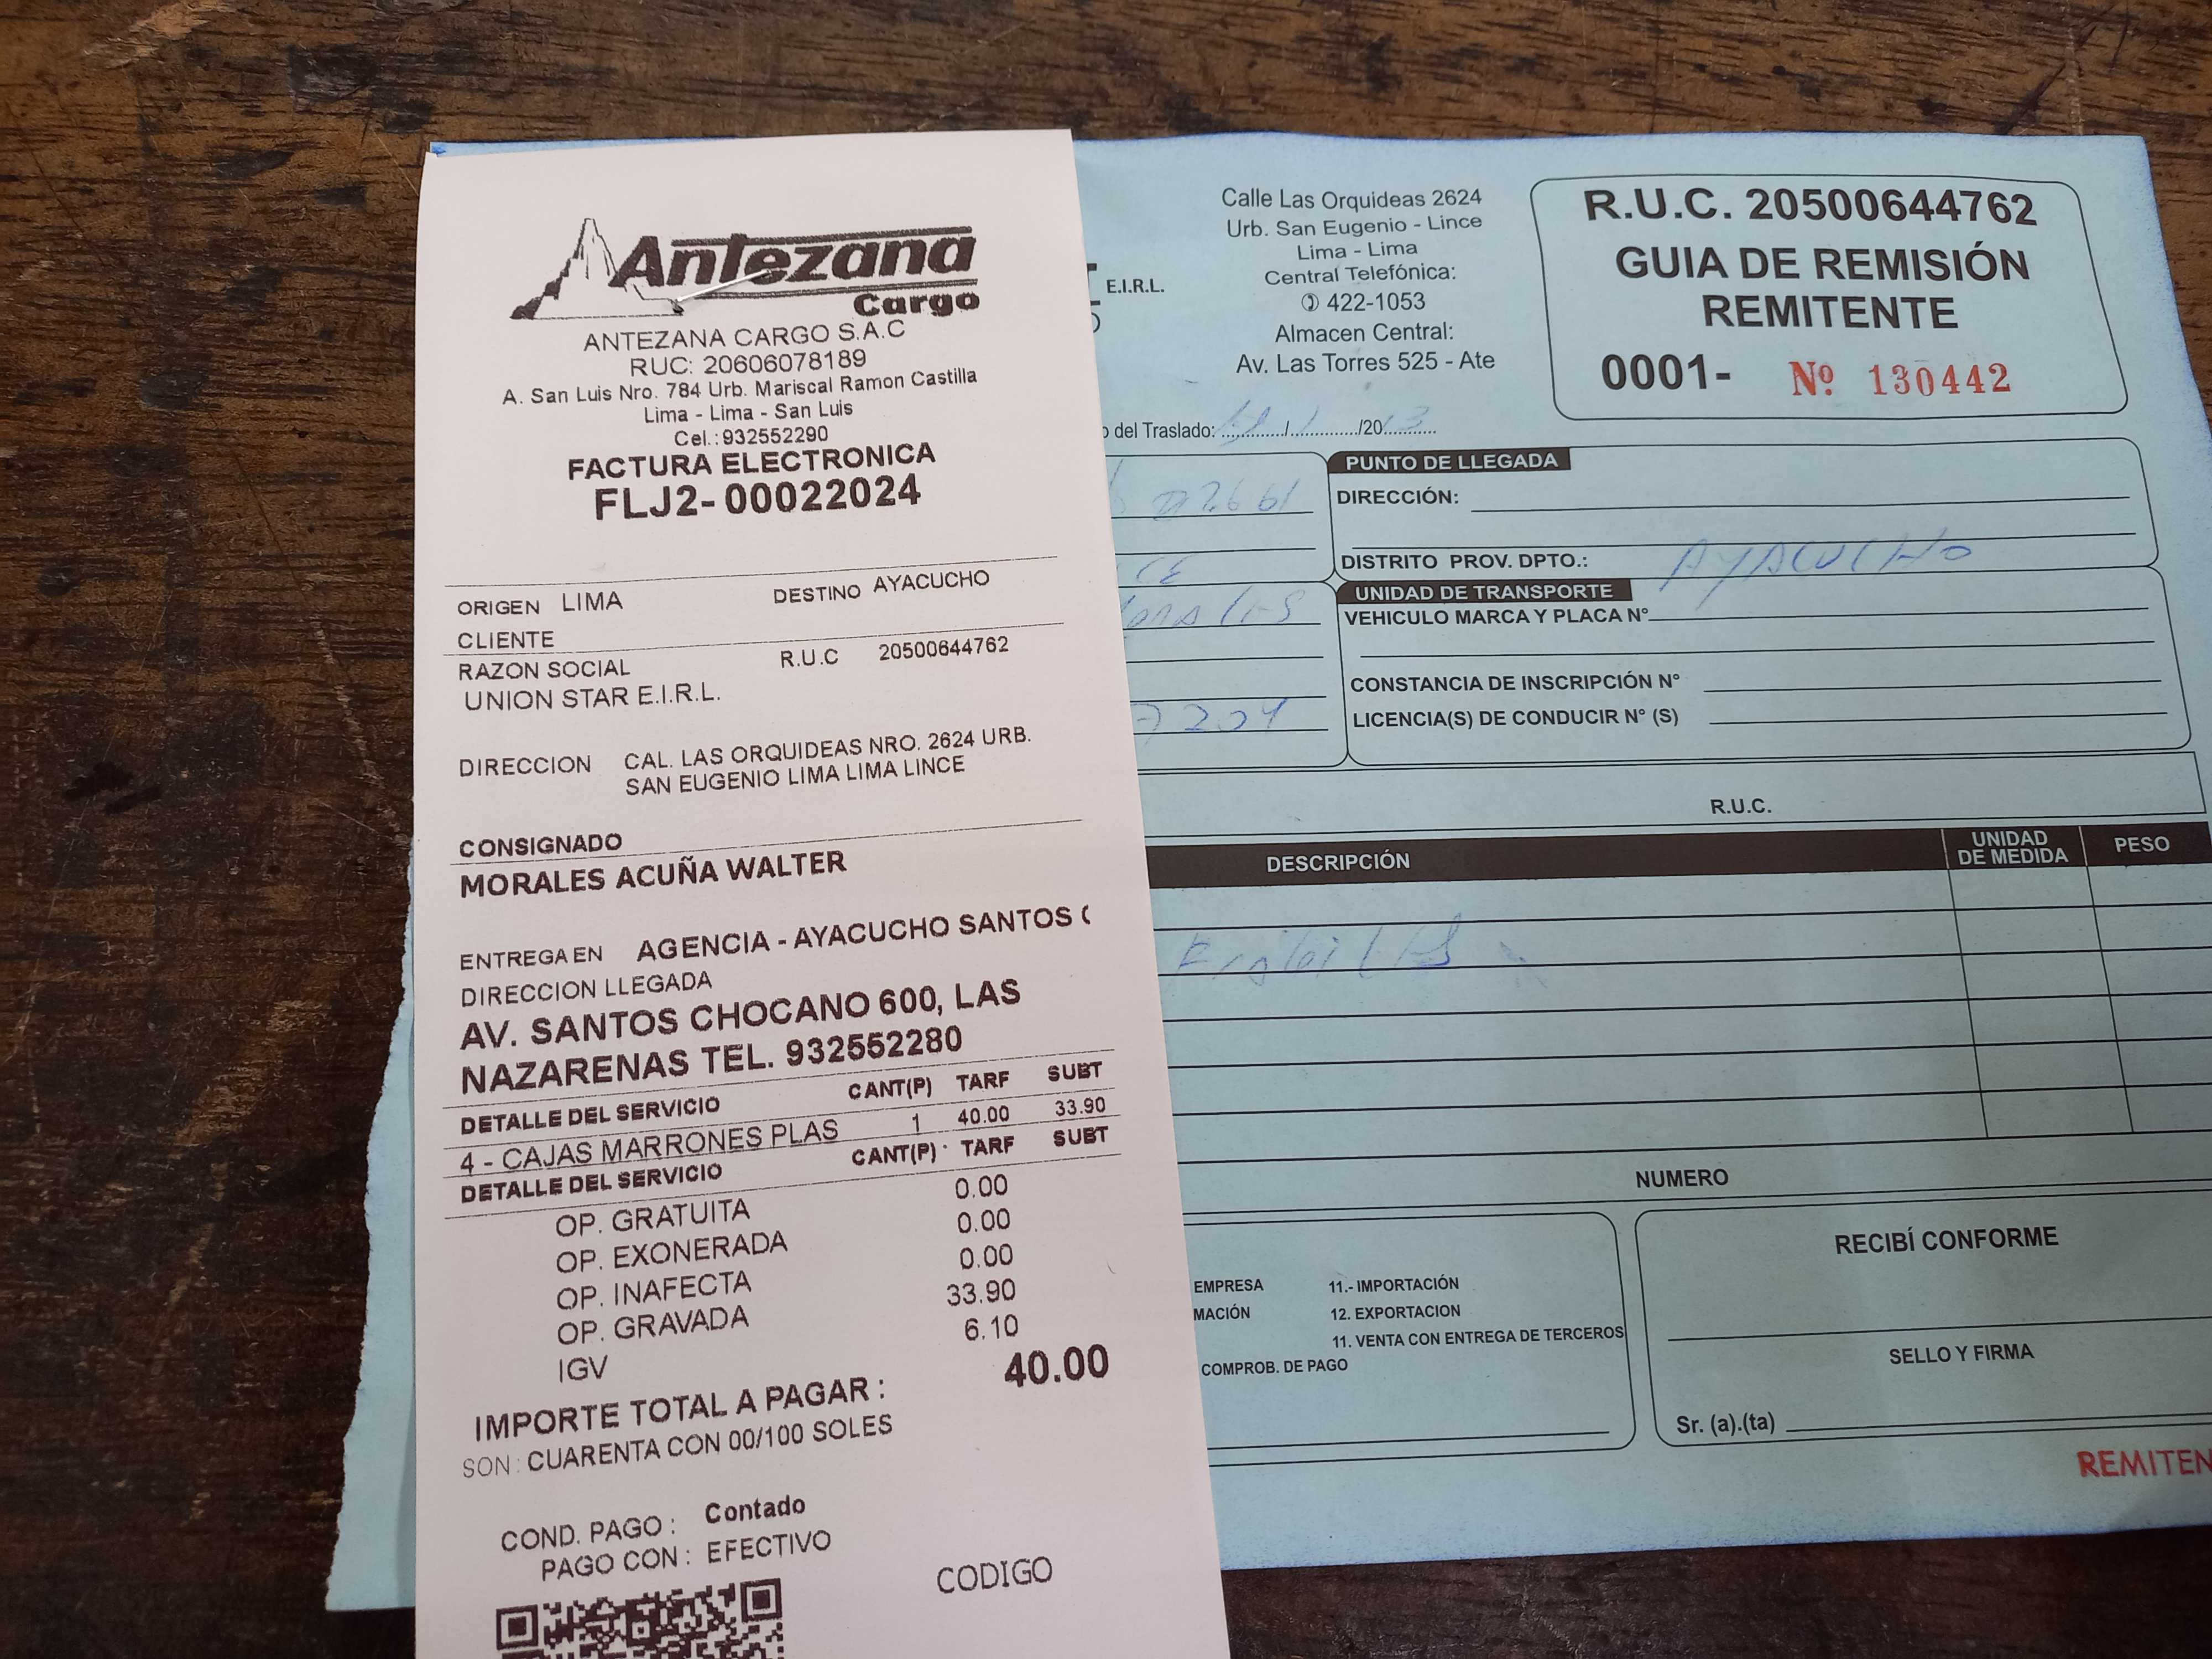 Antezana
Cargo
ANTEZANA CARGO S.A.C
RUC: 20606078189
A. San Luis Nro. 784 Urb. Mariscal Ramon Castilla
Lima - Lima - San Luis
Cel.:932552290
FACTURA ELECTRONICA
FLJ2-00022024
ORIGEN LIMA DESTINO AYACUCHO
CLIENTE
RAZON SOCIAL R.U.C 20500644762
UNION STAR E.I.R.L.
DIRECCION CAL. LAS ORQUIDEAS NRO. 2624 URB.
SAN EUGENIO LIMA LIMA LINCE
CONSIGNADO
MORALES ACUÑA WALTER
ENTREGA EN AGENCIA - AYACUCHO SANTOS
DIRECCION LLEGADA
AV. SANTOS CHOCANO 600, LAS
NAZARENAS TEL. 932552280
DETALLE DEL SERVICIO CANT(P) TARF SUBT
4 - CAJAS MARRONES PLAS 1 40.00 33.90
DETALLE DEL SERVICIO CANT(P) TARF SUBT
OP. GRATUITA 0.00
OP. EXONERADA 0.00
OP. INAFECTA 0.00
OP. GRAVADA 33.90
IGV 6.10
IMPORTE TOTAL A PAGAR : 40.00
SON : CUARENTA CON 00/100 SOLES
COND. PAGO : Contado
PAGO CON : EFECTIVO
CODIGO
E.I.R.L.
Calle Las Orquideas 2624
Urb. San Eugenio - Lince
Lima - Lima
Central Telefónica:
422-1053
Almacen Central:
Av. Las Torres 525 - Ate
R.U.C. 20500644762
GUIA DE REMISIÓN
REMITENTE
0001- Nº 130442
del Traslado: ............/............/20...........
PUNTO DE LLEGADA
DIRECCIÓN:
DISTRITO PROV. DPTO.: AYACUCHO
UNIDAD DE TRANSPORTE
VEHICULO MARCA Y PLACA N°
CONSTANCIA DE INSCRIPCIÓN N°
LICENCIA(S) DE CONDUCIR N° (S)
R.U.C.
DESCRIPCIÓN UNIDAD DE MEDIDA PESO
NUMERO
EMPRESA 11.- IMPORTACIÓN
MACIÓN 12. EXPORTACION
11. VENTA CON ENTREGA DE TERCEROS
COMPROB. DE PAGO
RECIBÍ CONFORME
SELLO Y FIRMA
Sr. (a).(ta)
REMITEN